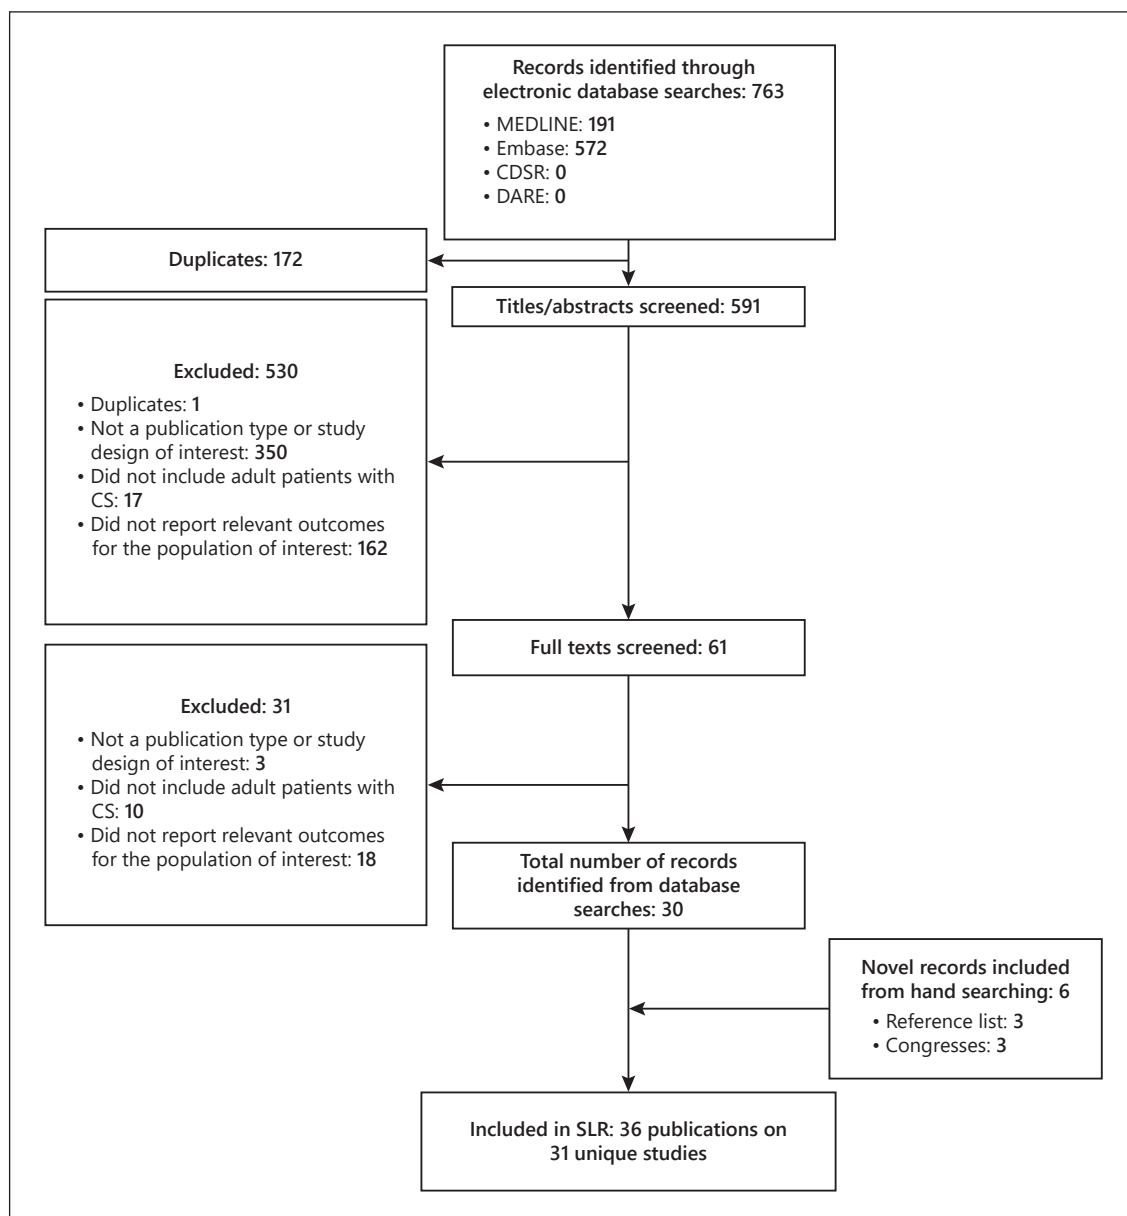 Records identified through
electronic database searches: 763
• MEDLINE: 191
• Embase: 572
• CDSR: 0
• DARE: 0
Duplicates: 172
Titles/abstracts screened: 591
Excluded: 530
• Duplicates: 1
• Not a publication type or study
design of interest: 350
• Did not include adult patients with
CS: 17
• Did not report relevant outcomes
for the population of interest: 162
Full texts screened: 61
Excluded: 31
• Not a publication type or study
design of interest: 3
• Did not include adult patients with
CS: 10
• Did not report relevant outcomes
for the population of interest: 18
Total number of records
identified from database
searches: 30
Novel records included
from hand searching: 6
• Reference list: 3
• Congresses: 3
Included in SLR: 36 publications on
31 unique studies